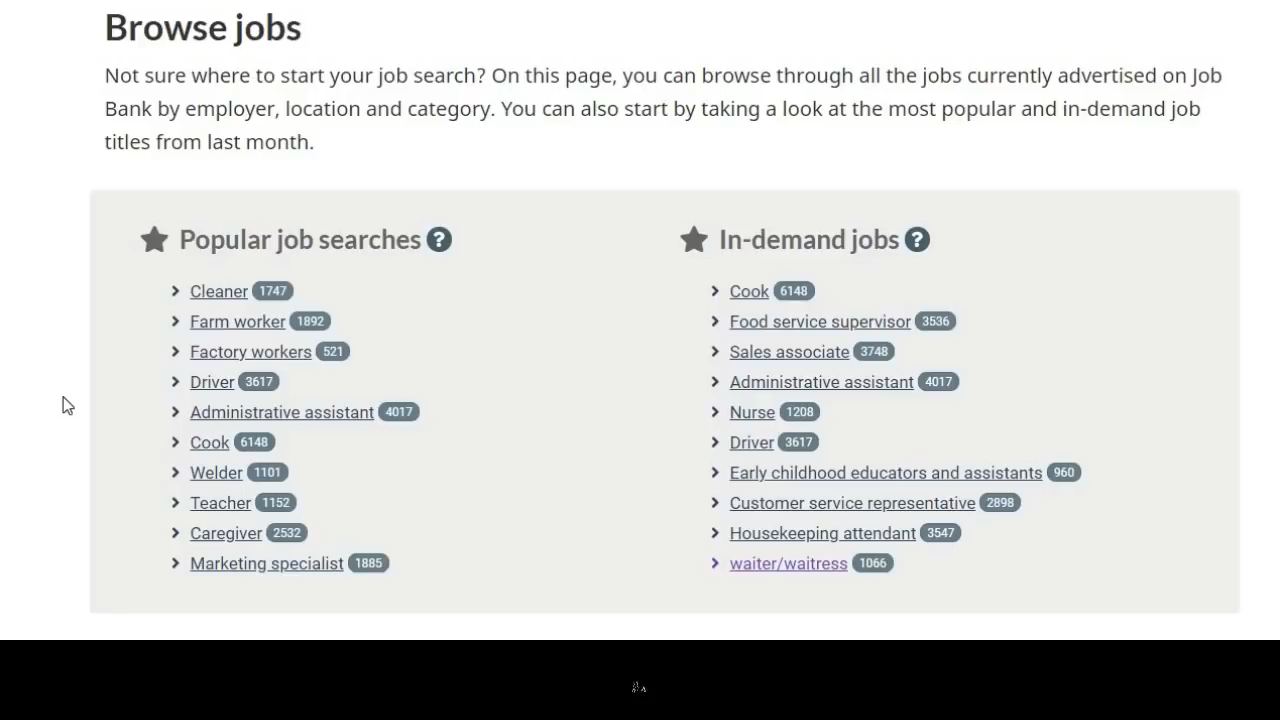 Browse jobs
Not sure where to start your job search? On this page, you can browse through all the jobs currently advertised on Job
Bank by employer, location and category. You can also start by taking a look at the most popular and in-demand job
titles from last month.
Popular job searches ?
Cleaner 1747
Farm worker 1892
Factory workers 521
Driver 3617
Administrative assistant 4017
Cook 6148
Welder 1101
Teacher 1152
Caregiver 2532
Marketing specialist 1885
In-demand jobs ?
Cook 6148
Food service supervisor 3536
Sales associate 3748
Administrative assistant 4017
Nurse 1208
Driver 3617
Early childhood educators and assistants 960
Customer service representative 2898
Housekeeping attendant 3547
waiter/waitress 1066